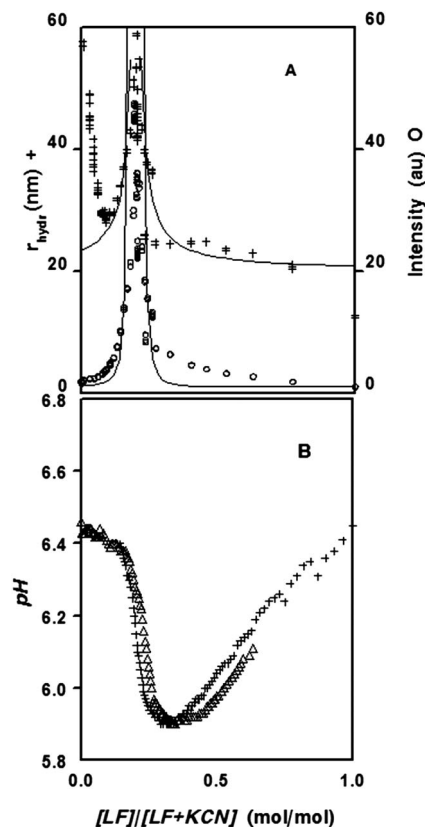 60
60
A
40
40
r_hydr (nm) +
Intensity (au) O
20
20
0
0
6.8
B
6.6
6.4
pH
6.2
6.0
5.8
0.0
0.5
1.0
[LF]/[LF+KCN] (mol/mol)